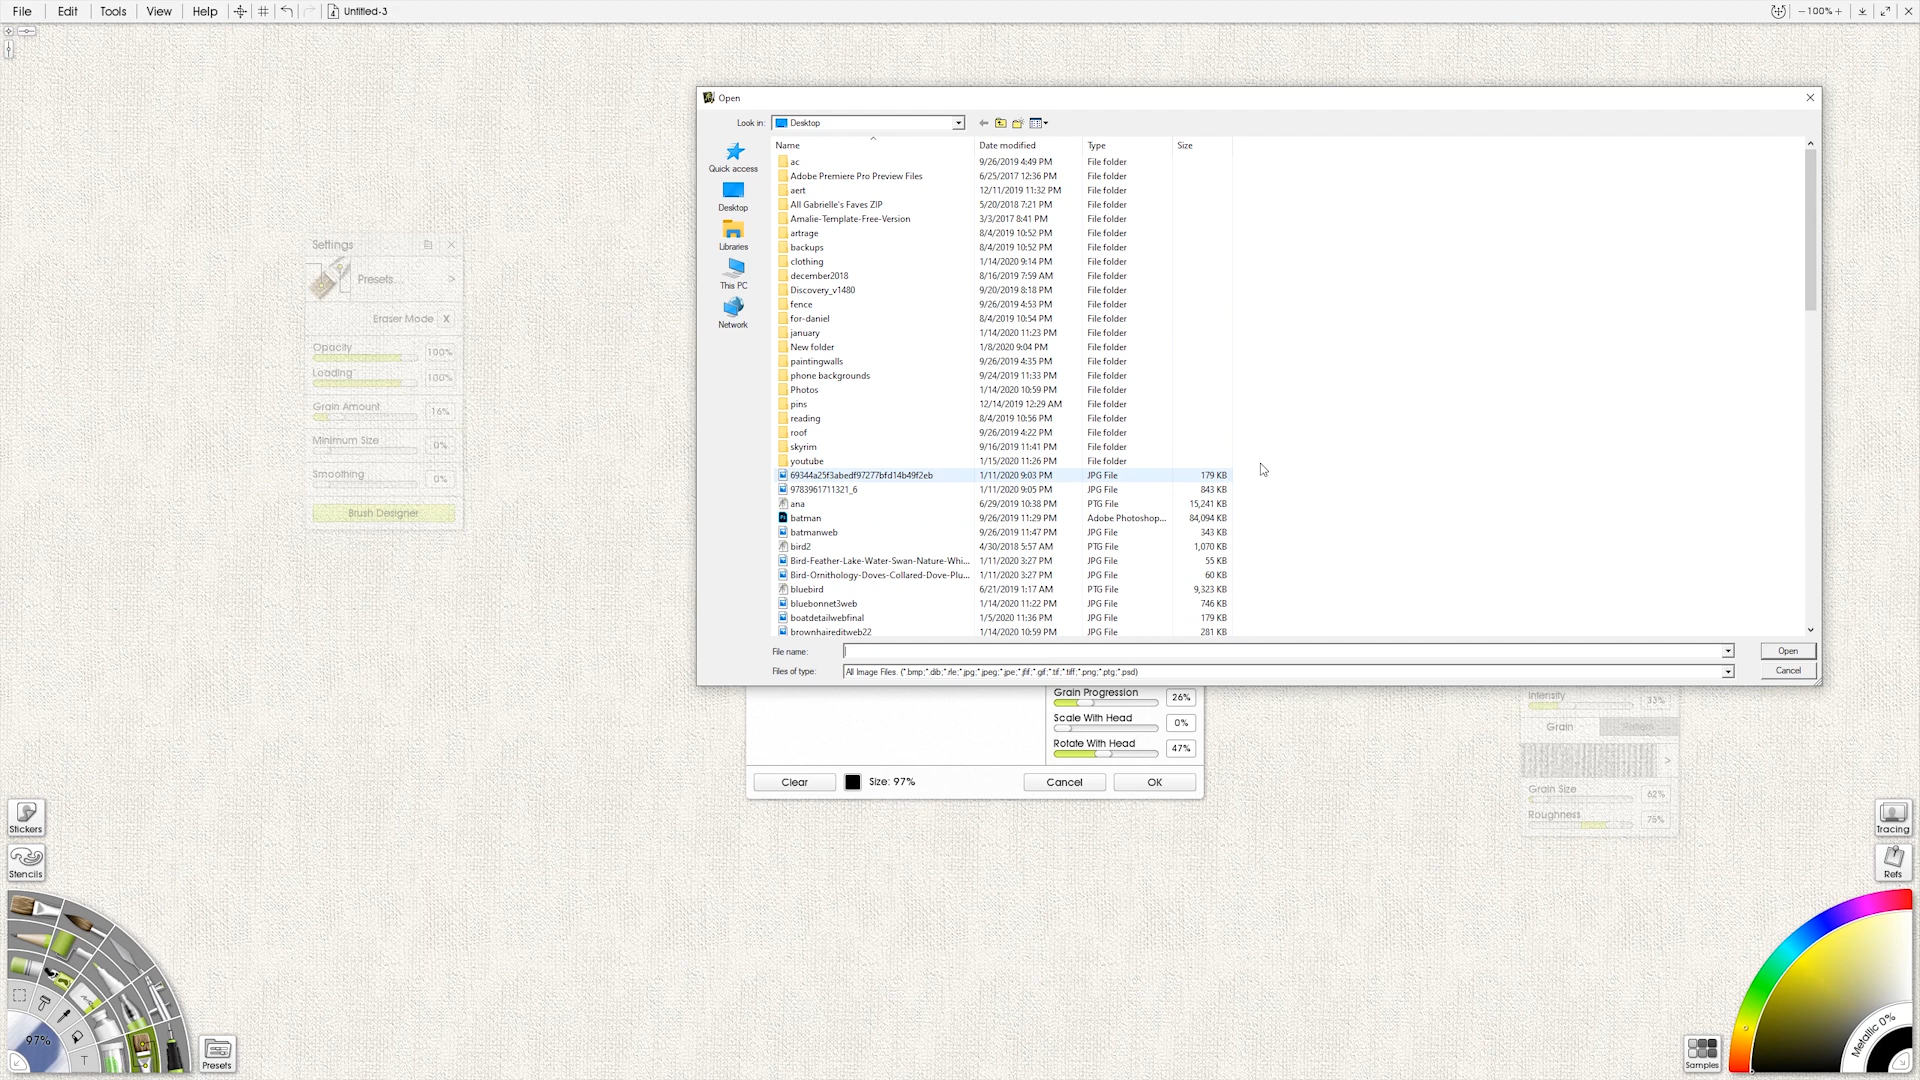 File Edit Tools View Help Untitled-3 100%
Open
Look in: Desktop
Quick access
Desktop
Libraries
This PC
Network
Name Date modified Type Size
ac 9/26/2019 4:49 PM File folder
Adobe Premiere Pro Preview Files 6/25/2017 12:36 PM File folder
aert 12/11/2019 11:32 PM File folder
All Gabrielle's Faves ZIP 5/20/2018 7:21 PM File folder
Amalie-Template-Free-Version 3/3/2017 8:41 PM File folder
artrage 8/4/2019 10:52 PM File folder
backups 8/4/2019 10:52 PM File folder
clothing 1/14/2020 9:14 PM File folder
december2018 8/16/2019 7:59 AM File folder
Discovery_v1480 9/20/2019 8:18 PM File folder
fence 9/26/2019 4:53 PM File folder
for-daniel 8/4/2019 10:54 PM File folder
january 1/14/2020 11:23 PM File folder
New folder 1/8/2020 9:04 PM File folder
paintingwalls 9/26/2019 4:35 PM File folder
phone backgrounds 9/24/2019 11:33 PM File folder
Photos 1/14/2020 10:59 PM File folder
pins 12/14/2019 12:29 AM File folder
reading 8/4/2019 10:56 PM File folder
roof 9/26/2019 4:22 PM File folder
skyrim 9/16/2019 11:41 PM File folder
youtube 1/15/2020 11:26 PM File folder
69344a25f3abedf97277bfd14b49f2eb 1/11/2020 9:03 PM JPG File 179 KB
9783961711321_6 1/11/2020 9:05 PM JPG File 843 KB
ana 6/29/2019 10:38 PM PTG File 15,241 KB
batman 9/26/2019 11:29 PM Adobe Photoshop... 84,094 KB
batmanweb 9/26/2019 11:47 PM JPG File 343 KB
bird2 4/30/2018 5:57 AM PTG File 1,070 KB
Bird-Feather-Lake-Water-Swan-Nature-Whi... 1/11/2020 3:27 PM JPG File 55 KB
Bird-Ornithology-Doves-Collared-Dove-Plu... 1/11/2020 3:27 PM JPG File 60 KB
bluebird 6/21/2019 1:17 AM PTG File 9,323 KB
bluebonnet3web 1/14/2020 11:22 PM JPG File 746 KB
boatdetailwebfinal 1/5/2020 11:36 PM JPG File 179 KB
brownhaireditweb22 1/14/2020 10:59 PM JPG File 281 KB
File name: Open
Files of type: All Image Files. (*.bmp;*.dib;*.rle;*.jpg;*.jpeg;*.jpe;*.jfif;*.gif;*.tif;*.tiff;*.png;*.ptg;*.psd) Cancel
Settings
Presets...
Eraser Mode X
Opacity 100%
Loading 100%
Grain Amount 16%
Minimum Size 0%
Smoothing 0%
Brush Designer
Grain Progression 26%
Scale With Head 0%
Rotate With Head 47%
Clear Size: 97% Cancel OK
Intensity 33%
Grain
Grain Size 62%
Roughness 75%
Stickers
Stencils
97%
T
Presets
Tracing
Refs
Metallic 0%
Samples